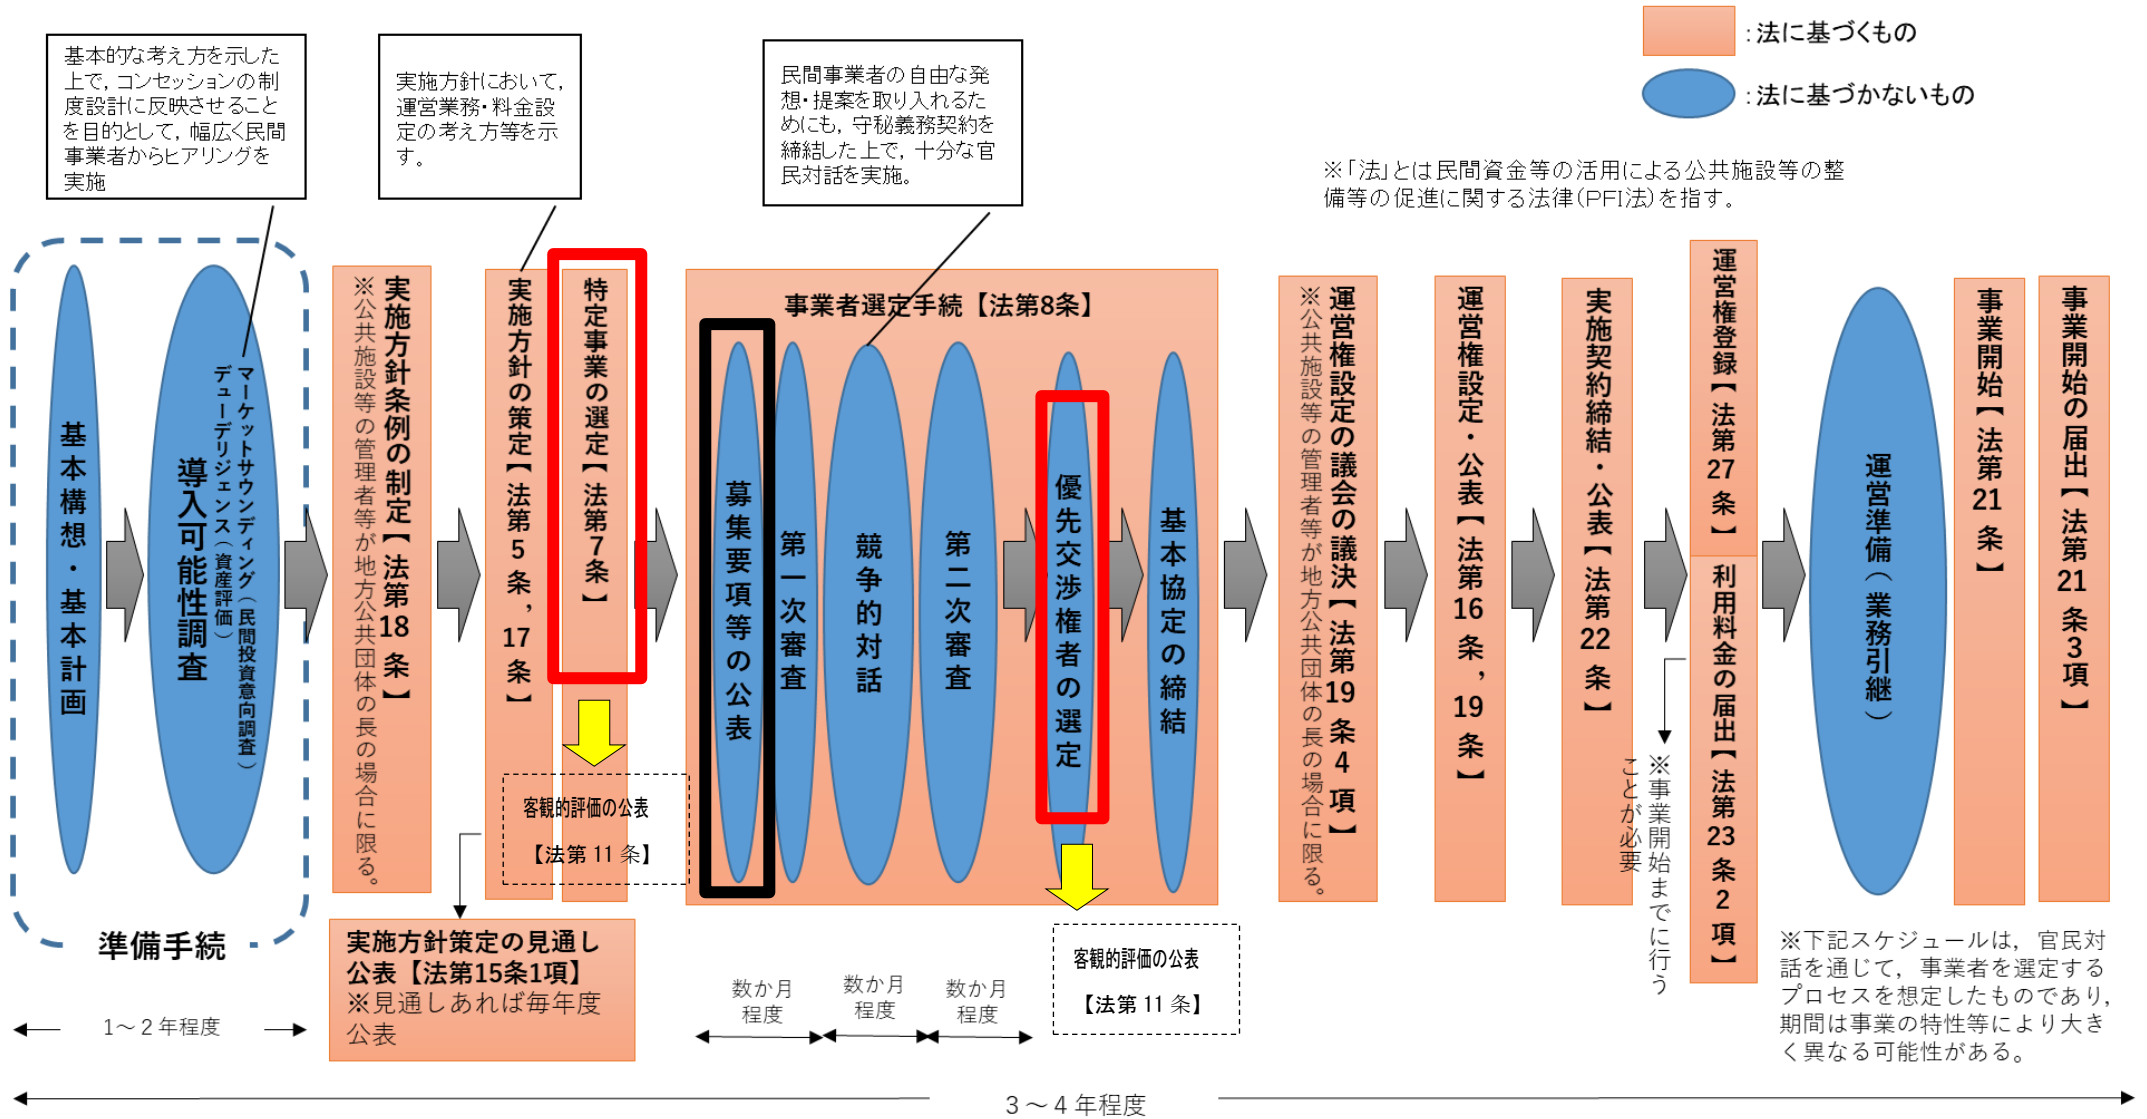 基本的な考え方を示した
上で，コンセッションの制
度設計に反映させること
を目的として，幅広く民間
事業者からヒアリングを
実施
実施方針において，
運営業務・料金設
定の考え方等を示
す。
民間事業者の自由な発
想・提案を取り入れるた
めにも，守秘義務契約を
締結した上で，十分な官
民対話を実施。
：法に基づくもの
：法に基づかないもの
※「法」とは民間資金等の活用による公共施設等の整
備等の促進に関する法律（PFI法）を指す。
基本構想・基本計画
導入可能性調査
デューデリジェンス（資産評価）
マーケットサウンディング（民間投資意向調査）
準備手続
実施方針条例の制定【法第18条】
※公共施設等の管理者等が地方公共団体の長の場合に限る。
実施方針の策定【法第5条，17条】
特定事業の選定【法第7条】
客観的評価の公表
【法第 11 条】
実施方針策定の見通し
公表【法第15条1項】
※見通しあれば毎年度
公表
事業者選定手続【法第8条】
募集要項等の公表
第一次審査
競争的対話
第二次審査
優先交渉権者の選定
基本協定の締結
客観的評価の公表
【法第 11 条】
運営権設定の議会の議決【法第19条4項】
※公共施設等の管理者等が地方公共団体の長の場合に限る。
運営権設定・公表【法第16条，19条】
実施契約締結・公表【法第22条】
運営権登録【法第27条】
利用料金の届出【法第23条2項】
※事業開始までに行う
ことが必要
運営準備（業務引継）
事業開始【法第21条】
事業開始の届出【法第21条3項】
※下記スケジュールは，官民対
話を通じて，事業者を選定する
プロセスを想定したものであり，
期間は事業の特性等により大き
く異なる可能性がある。
1～2年程度
数か月
程度
数か月
程度
数か月
程度
3～4年程度